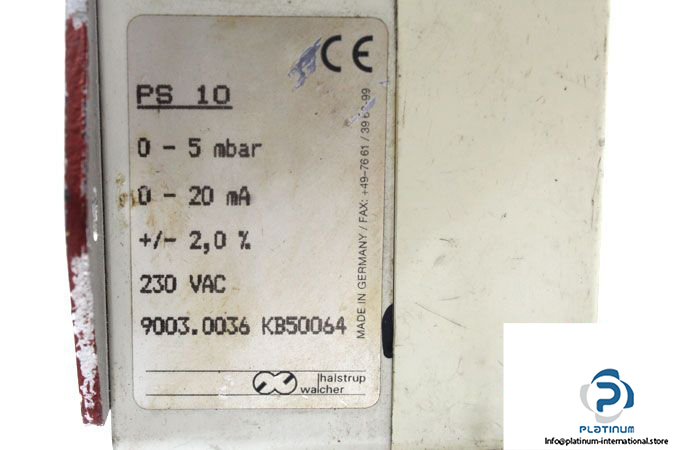 CE
PS 10
0 - 5 mbar
0 - 20 mA
+/- 2,0 %
230 VAC
9003.0036 KB50064
MADE IN GERMANY / FAX: +49-76 61 / 39 63-99
halstrup
walcher
PLATINUM
Info@platinum-international.store